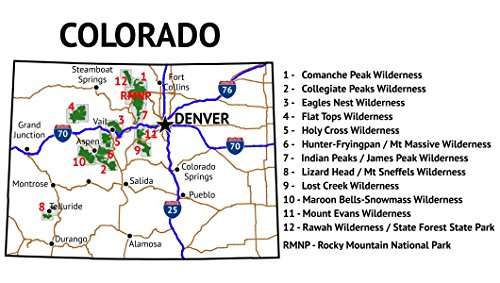 COLORADO
Steamboat
Springs
12
1
Fort
Collins
76
RMNP
4
7
3
DENVER
Grand
Junction
70
Vail
11
5
9
70
Aspen
6
10
2
Colorado
Springs
Montrose
Salida
Pueblo
25
8
Telluride
Durango
Alamosa
1 - Comanche Peak Wilderness
2 - Collegiate Peaks Wilderness
3 - Eagles Nest Wilderness
4 - Flat Tops Wilderness
5 - Holy Cross Wilderness
6 - Hunter-Fryingpan / Mt Massive Wilderness
7 - Indian Peaks / James Peak Wilderness
8 - Lizard Head / Mt Sneffels Wilderness
9 - Lost Creek Wilderness
10 - Maroon Bells-Snowmass Wilderness
11 - Mount Evans Wilderness
12 - Rawah Wilderness / State Forest State Park
RMNP - Rocky Mountain National Park